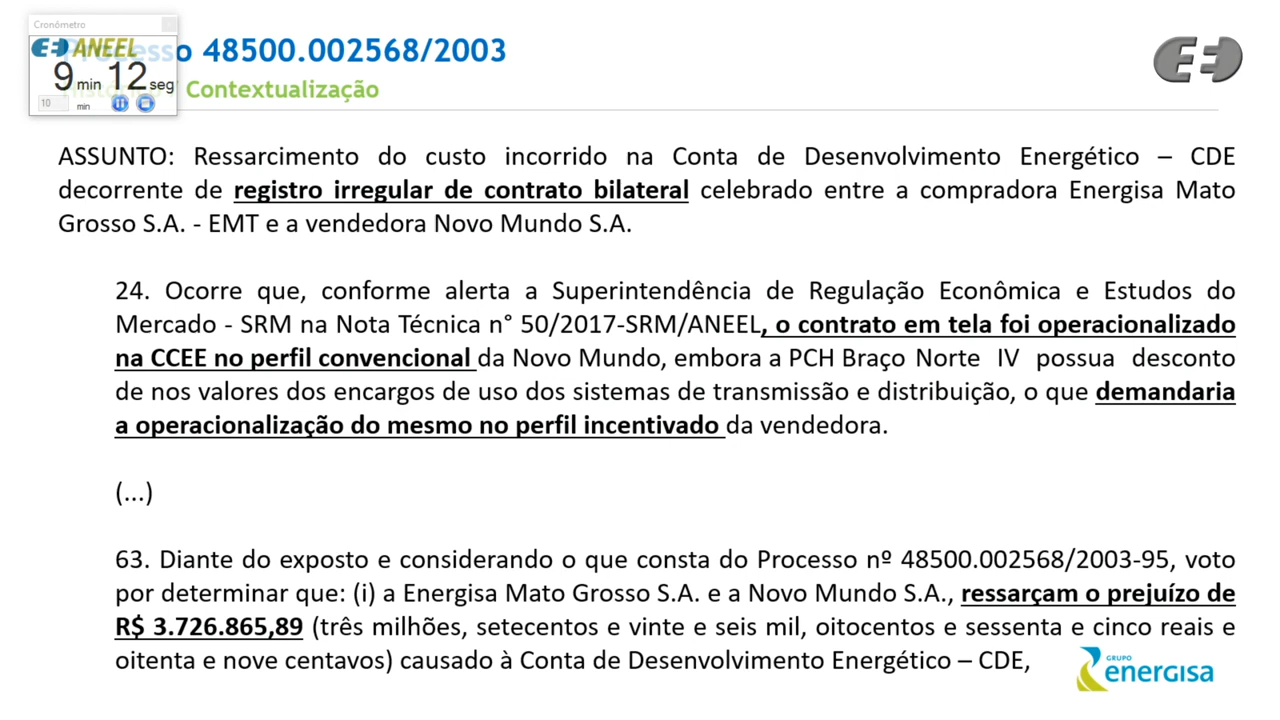 Cronômetro
ANEEL
9 min 12 seg
10 min
Processo 48500.002568/2003
/ Contextualização
ASSUNTO: Ressarcimento do custo incorrido na Conta de Desenvolvimento Energético – CDE
decorrente de registro irregular de contrato bilateral celebrado entre a compradora Energisa Mato
Grosso S.A. - EMT e a vendedora Novo Mundo S.A.
24. Ocorre que, conforme alerta a Superintendência de Regulação Econômica e Estudos do
Mercado - SRM na Nota Técnica n° 50/2017-SRM/ANEEL, o contrato em tela foi operacionalizado
na CCEE no perfil convencional da Novo Mundo, embora a PCH Braço Norte IV possua desconto
de nos valores dos encargos de uso dos sistemas de transmissão e distribuição, o que demandaria
a operacionalização do mesmo no perfil incentivado da vendedora.
(...)
63. Diante do exposto e considerando o que consta do Processo nº 48500.002568/2003-95, voto
por determinar que: (i) a Energisa Mato Grosso S.A. e a Novo Mundo S.A., ressarçam o prejuízo de
R$ 3.726.865,89 (três milhões, setecentos e vinte e seis mil, oitocentos e sessenta e cinco reais e
oitenta e nove centavos) causado à Conta de Desenvolvimento Energético – CDE,
GRUPO
energisa